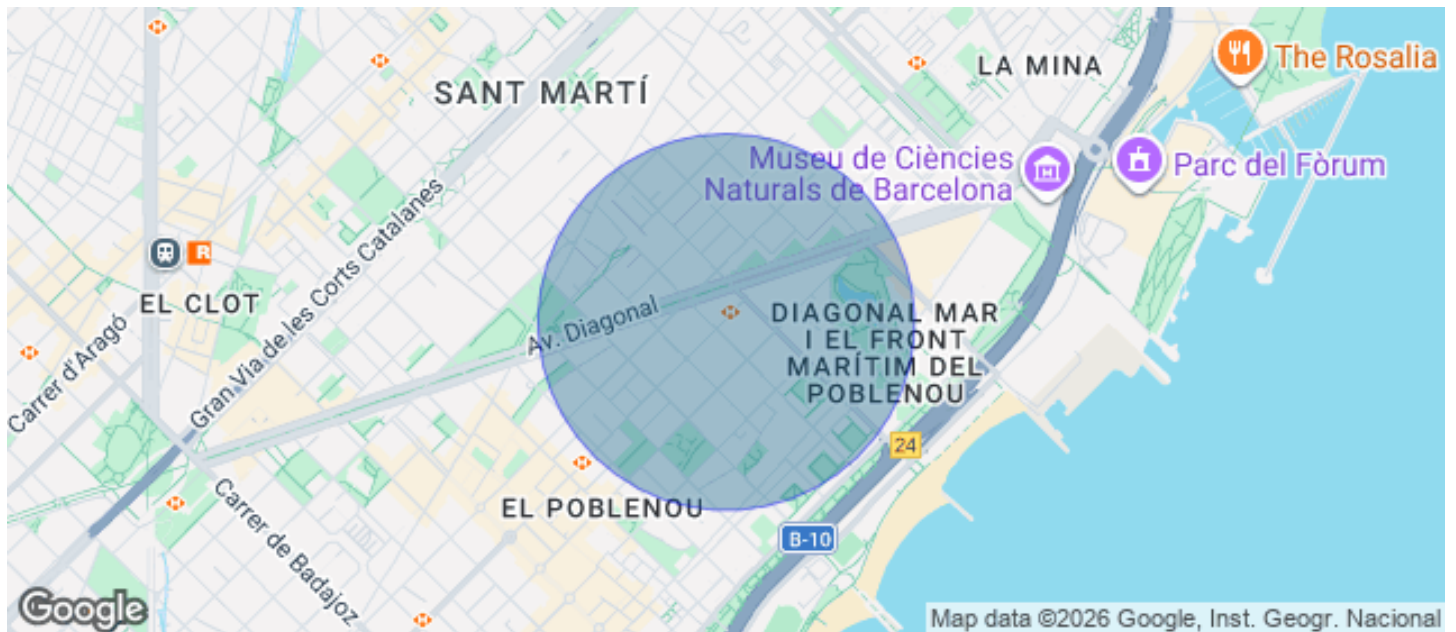 The Rosalia
LA MINA
SANT MARTÍ
Museu de Ciències
Naturals de Barcelona
Parc del Fòrum
R
EL CLOT
Gran Via de les Corts Catalanes
Carrer d'Aragó
Av. Diagonal
DIAGONAL MAR
I EL FRONT
MARÍTIM DEL
POBLENOU
24
EL POBLENOU
Carrer de Badajoz
B-10
Google
Map data ©2026 Google, Inst. Geogr. Nacional